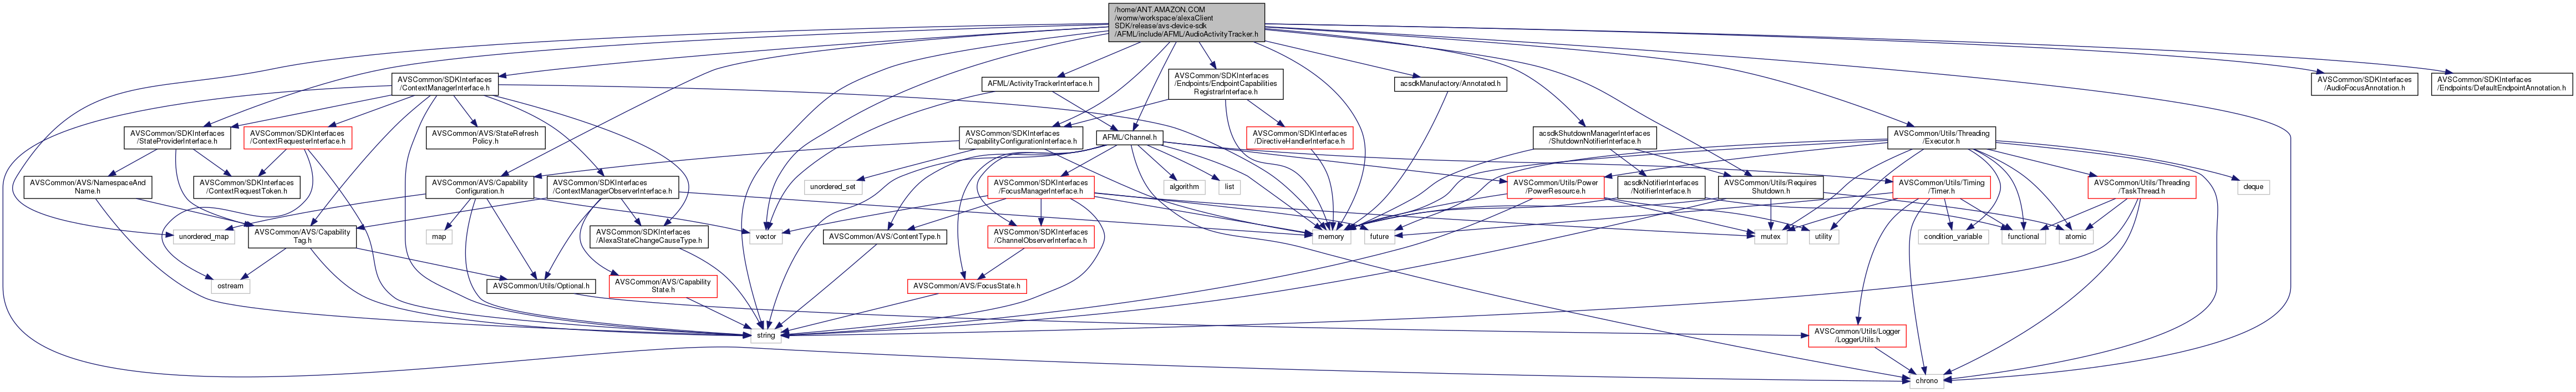 /home/ANT.AMAZON.COM
/womw/workspace/alexaClient
SDK/release/avs-device-sdk
/AFML/include/AFML/AudioActivityTracker.h
AVSCommon/SDKInterfaces
/ContextManagerInterface.h
AFML/ActivityTrackerInterface.h
AVSCommon/SDKInterfaces
/Endpoints/EndpointCapabilities
RegistrarInterface.h
acsdkManufactory/Annotated.h
AVSCommon/SDKInterfaces
/AudioFocusAnnotation.h
AVSCommon/SDKInterfaces
/Endpoints/DefaultEndpointAnnotation.h
AVSCommon/SDKInterfaces
/StateProviderInterface.h
AVSCommon/SDKInterfaces
/ContextRequesterInterface.h
AVSCommon/AVS/StateRefresh
Policy.h
AVSCommon/SDKInterfaces
/CapabilityConfigurationInterface.h
AFML/Channel.h
AVSCommon/SDKInterfaces
/DirectiveHandlerInterface.h
acsdkShutdownManagerInterfaces
/ShutdownNotifierInterface.h
AVSCommon/Utils/Threading
/Executor.h
AVSCommon/AVS/NamespaceAnd
Name.h
AVSCommon/SDKInterfaces
/ContextRequestToken.h
AVSCommon/AVS/Capability
Configuration.h
AVSCommon/SDKInterfaces
/ContextManagerObserverInterface.h
unordered_set
AVSCommon/SDKInterfaces
/FocusManagerInterface.h
algorithm
list
AVSCommon/Utils/Power
/PowerResource.h
acsdkNotifierInterfaces
/NotifierInterface.h
AVSCommon/Utils/Requires
Shutdown.h
AVSCommon/Utils/Timing
/Timer.h
AVSCommon/Utils/Threading
/TaskThread.h
deque
unordered_map
AVSCommon/AVS/Capability
Tag.h
map
AVSCommon/SDKInterfaces
/AlexaStateChangeCauseType.h
vector
AVSCommon/AVS/ContentType.h
AVSCommon/SDKInterfaces
/ChannelObserverInterface.h
memory
future
mutex
utility
condition_variable
functional
atomic
ostream
AVSCommon/Utils/Optional.h
AVSCommon/AVS/Capability
State.h
AVSCommon/AVS/FocusState.h
string
AVSCommon/Utils/Logger
/LoggerUtils.h
chrono